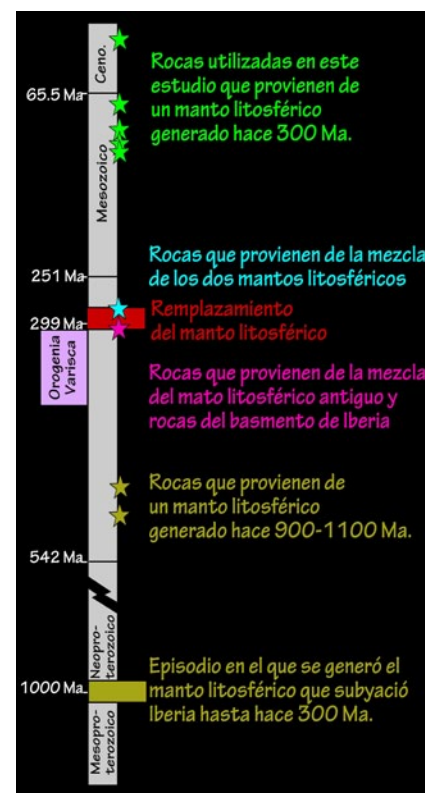 Ceno.
Rocas utilizadas en este
estudio que provienen de
un manto litosférico
generado hace 300 Ma.
65.5 Ma
Mesozoico
251 Ma
Rocas que provienen de la mezcla
de los dos mantos litosféricos
299 Ma
Remplazamiento
del manto litosférico
Orogenia
Varisca
Rocas que provienen de la mezcla
del mato litosférico antiguo y
rocas del basmento de Iberia
Rocas que provienen de
un manto litosférico
generado hace 900-1100 Ma.
542 Ma
Neopro-
terozoico
1000 Ma
Episodio en el que se generó el
manto litosférico que subyació
Iberia hasta hace 300 Ma.
Mesopro-
terozoico